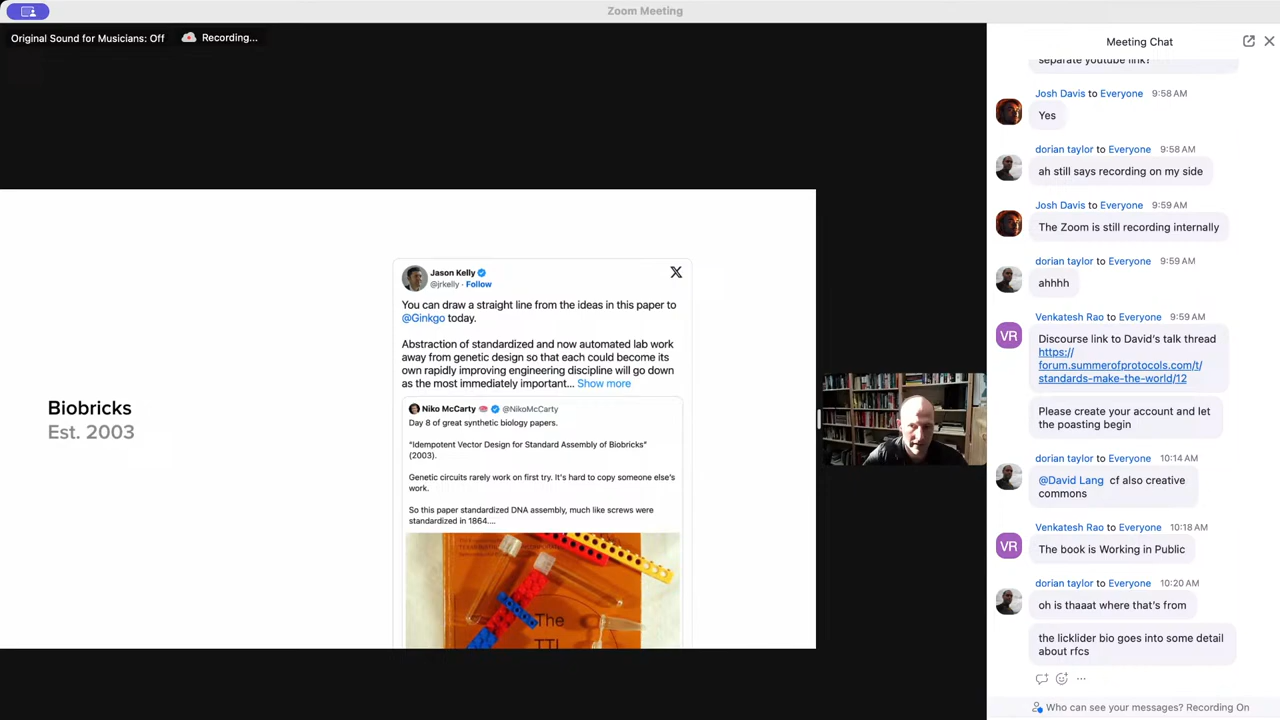 Zoom Meeting
Original Sound for Musicians: Off
Recording...
Biobricks
Est. 2003
Jason Kelly
@jrkelly · Follow
You can draw a straight line from the ideas in this paper to
@Ginkgo today.
Abstraction of standardized and now automated lab work
away from genetic design so that each could become its
own rapidly improving engineering discipline will go down
as the most immediately important... Show more
Niko McCarty @NikoMcCarty
Day 8 of great synthetic biology papers.
"Idempotent Vector Design for Standard Assembly of Biobricks"
(2003).
Genetic circuits rarely work on first try. It's hard to copy someone else's
work.
So this paper standardized DNA assembly, much like screws were
standardized in 1864....
The
TTL
Meeting Chat
separate youtube link?
Josh Davis to Everyone 9:58 AM
Yes
dorian taylor to Everyone 9:58 AM
ah still says recording on my side
Josh Davis to Everyone 9:59 AM
The Zoom is still recording internally
dorian taylor to Everyone 9:59 AM
ahhhh
Venkatesh Rao to Everyone 9:59 AM
VR
Discourse link to David's talk thread
https://
forum.summerofprotocols.com/t/
standards-make-the-world/12
Please create your account and let
the poasting begin
dorian taylor to Everyone 10:14 AM
@David Lang cf also creative
commons
Venkatesh Rao to Everyone 10:18 AM
VR
The book is Working in Public
dorian taylor to Everyone 10:20 AM
oh is thaaat where that's from
the licklider bio goes into some detail
about rfcs
Who can see your messages? Recording On